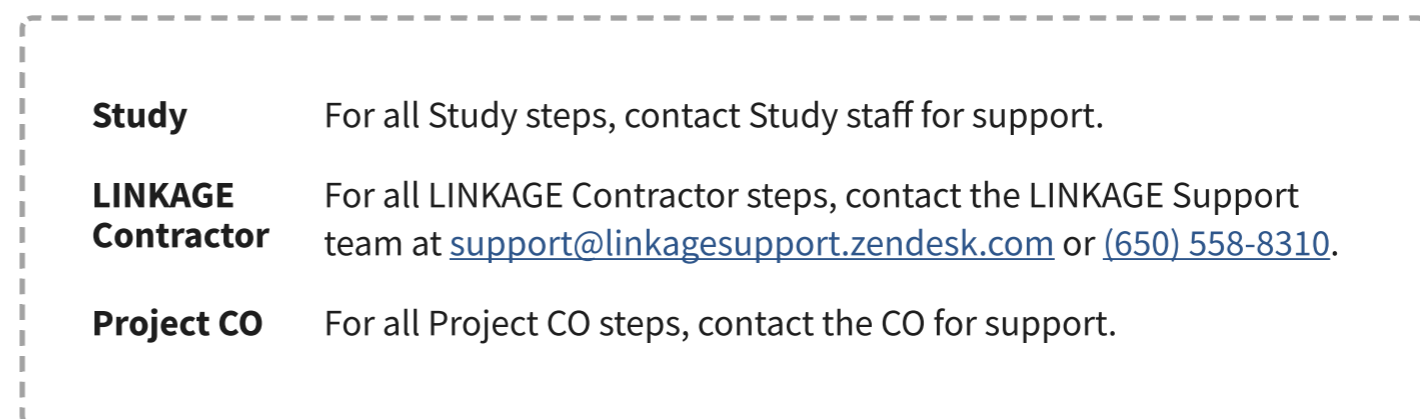 Study For all Study steps, contact Study staff for support.
LINKAGE For all LINKAGE Contractor steps, contact the LINKAGE Support
Contractor team at support@linkagesupport.zendesk.com or (650) 558-8310.
Project CO For all Project CO steps, contact the CO for support.